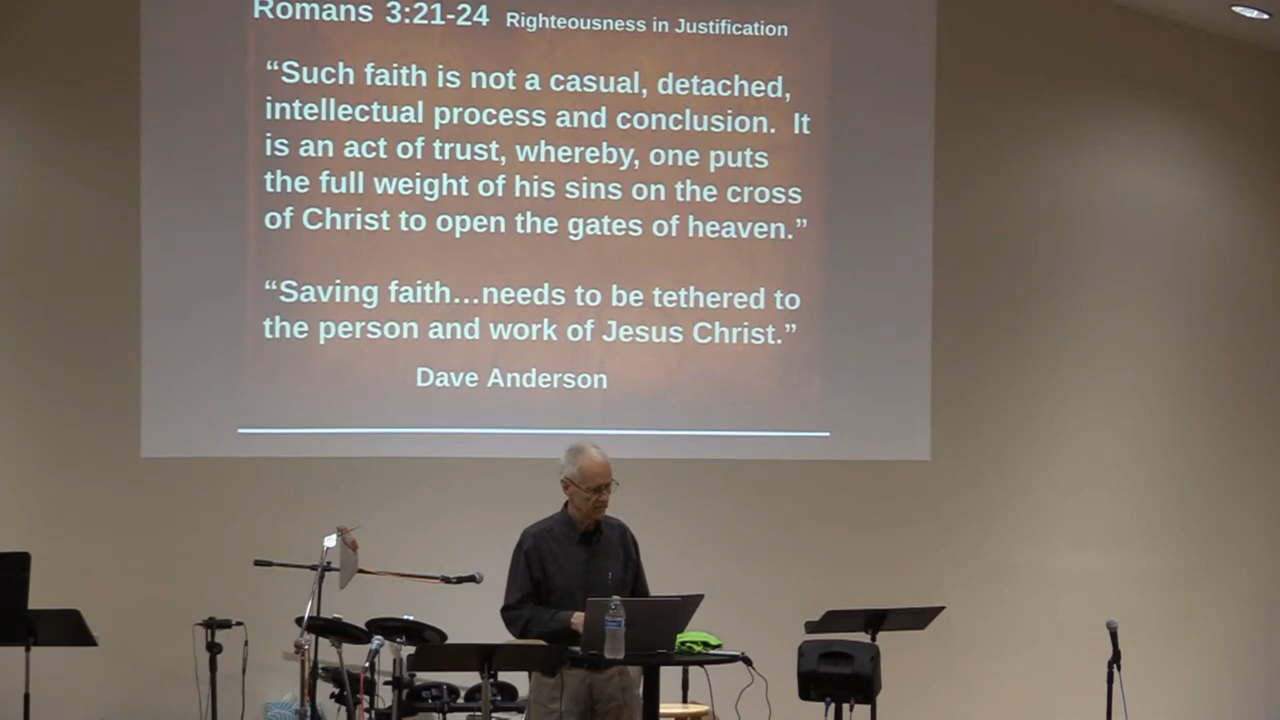 Romans 3:21-24 Righteousness in Justification
“Such faith is not a casual, detached,
intellectual process and conclusion. It
is an act of trust, whereby, one puts
the full weight of his sins on the cross
of Christ to open the gates of heaven.”
“Saving faith…needs to be tethered to
the person and work of Jesus Christ.”
Dave Anderson